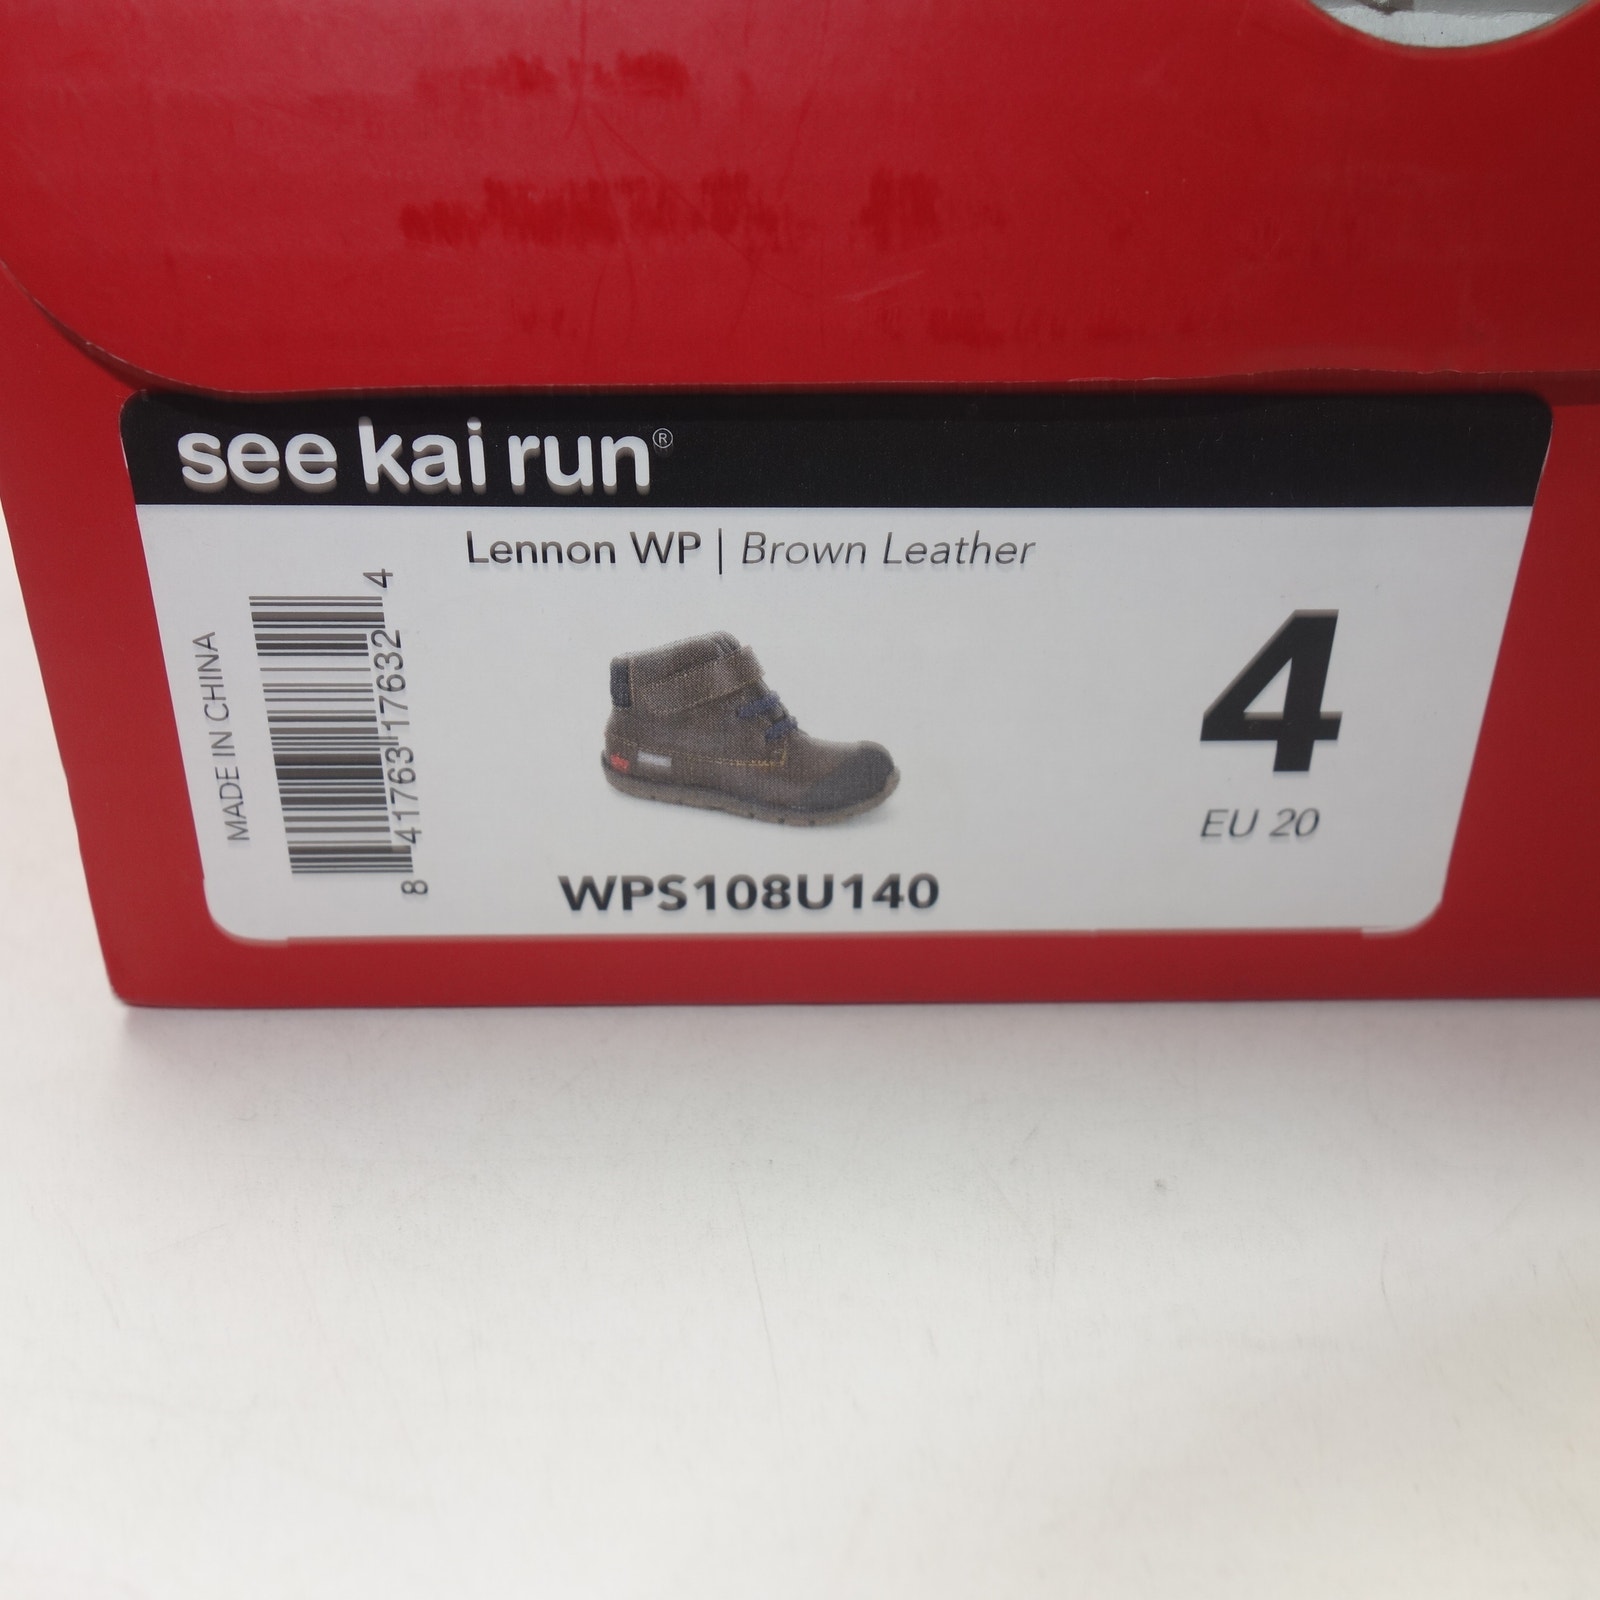 see kai run®
Lennon WP | Brown Leather
MADE IN CHINA
8 41763 17632 4
4
EU 20
WPS108U140